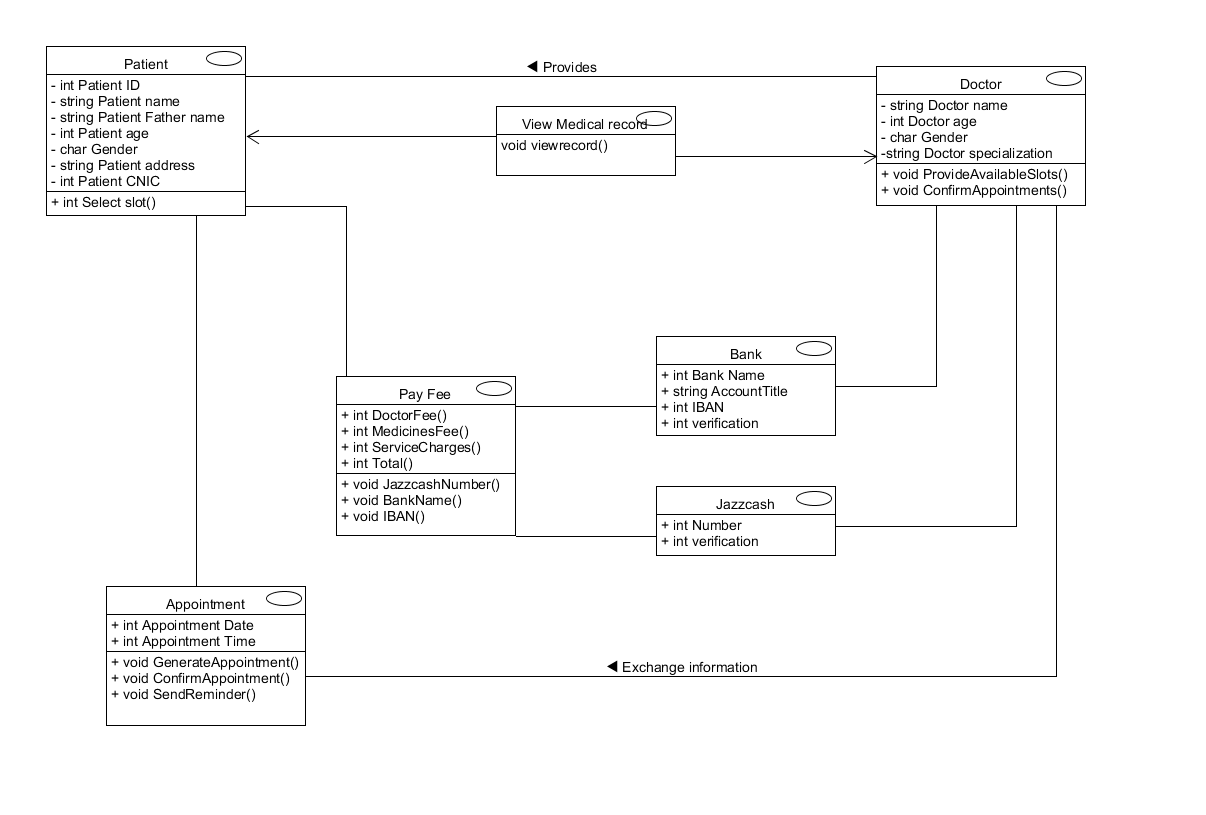 Patient
- int Patient ID
- string Patient name
- string Patient Father name
- int Patient age
- char Gender
- string Patient address
- int Patient CNIC
+ int Select slot()
◀ Provides
View Medical record
void viewrecord()
Doctor
- string Doctor name
- int Doctor age
- char Gender
-string Doctor specialization
+ void ProvideAvailableSlots()
+ void ConfirmAppointments()
Bank
+ int Bank Name
+ string AccountTitle
+ int IBAN
+ int verification
Pay Fee
+ int DoctorFee()
+ int MedicinesFee()
+ int ServiceCharges()
+ int Total()
+ void JazzcashNumber()
+ void BankName()
+ void IBAN()
Jazzcash
+ int Number
+ int verification
Appointment
+ int Appointment Date
+ int Appointment Time
+ void GenerateAppointment()
+ void ConfirmAppointment()
+ void SendReminder()
◀ Exchange information